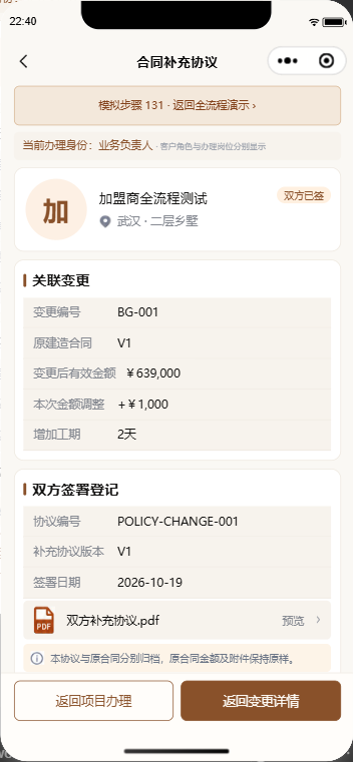 22:40
合同补充协议
模拟步骤 131 · 返回全流程演示 ›
当前办理身份：业务负责人 · 客户角色与办理岗位分别显示
加
加盟商全流程测试
双方已签
武汉 · 二层乡墅
关联变更
变更编号 BG-001
原建造合同 V1
变更后有效金额 ￥639,000
本次金额调整 +￥1,000
增加工期 2天
双方签署登记
协议编号 POLICY-CHANGE-001
补充协议版本 V1
签署日期 2026-10-19
PDF 双方补充协议.pdf 预览 ›
本协议与原合同分别归档，原合同金额及附件保持原样。
返回项目办理 返回变更详情